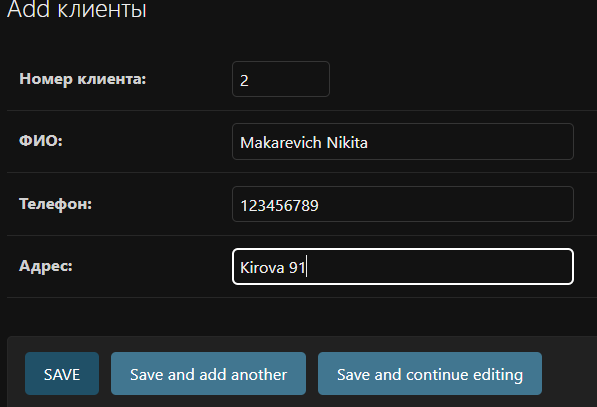 Add клиенты
Номер клиента: 2
ФИО: Makarevich Nikita
Телефон: 123456789
Адрес: Kirova 91
SAVE Save and add another Save and continue editing